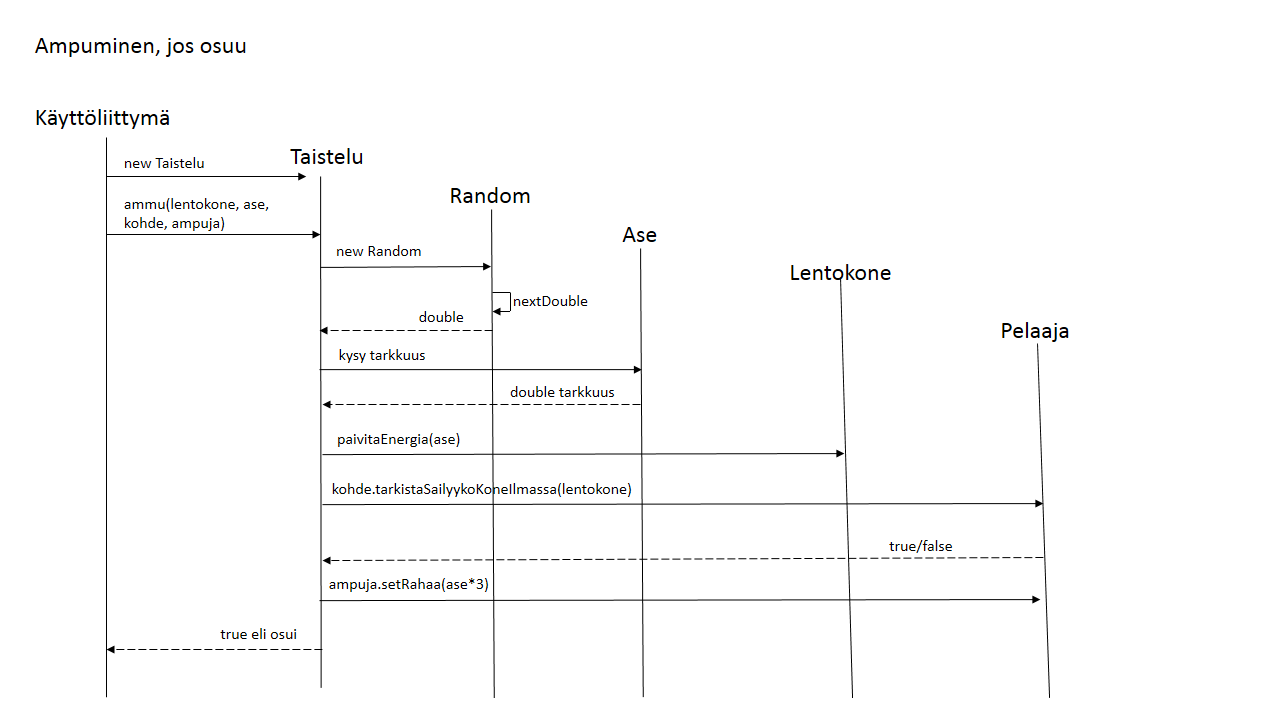 Ampuminen, jos osuu
Käyttöliittymä
Taistelu
new Taistelu
Random
ammu(lentokone, ase,
kohde, ampuja)
Ase
new Random
Lentokone
nextDouble
double
Pelaaja
kysy tarkkuus
double tarkkuus
paivitaEnergia(ase)
kohde.tarkistaSailyykoKoneIlmassa(lentokone)
true/false
ampuja.setRahaa(ase*3)
true eli osui